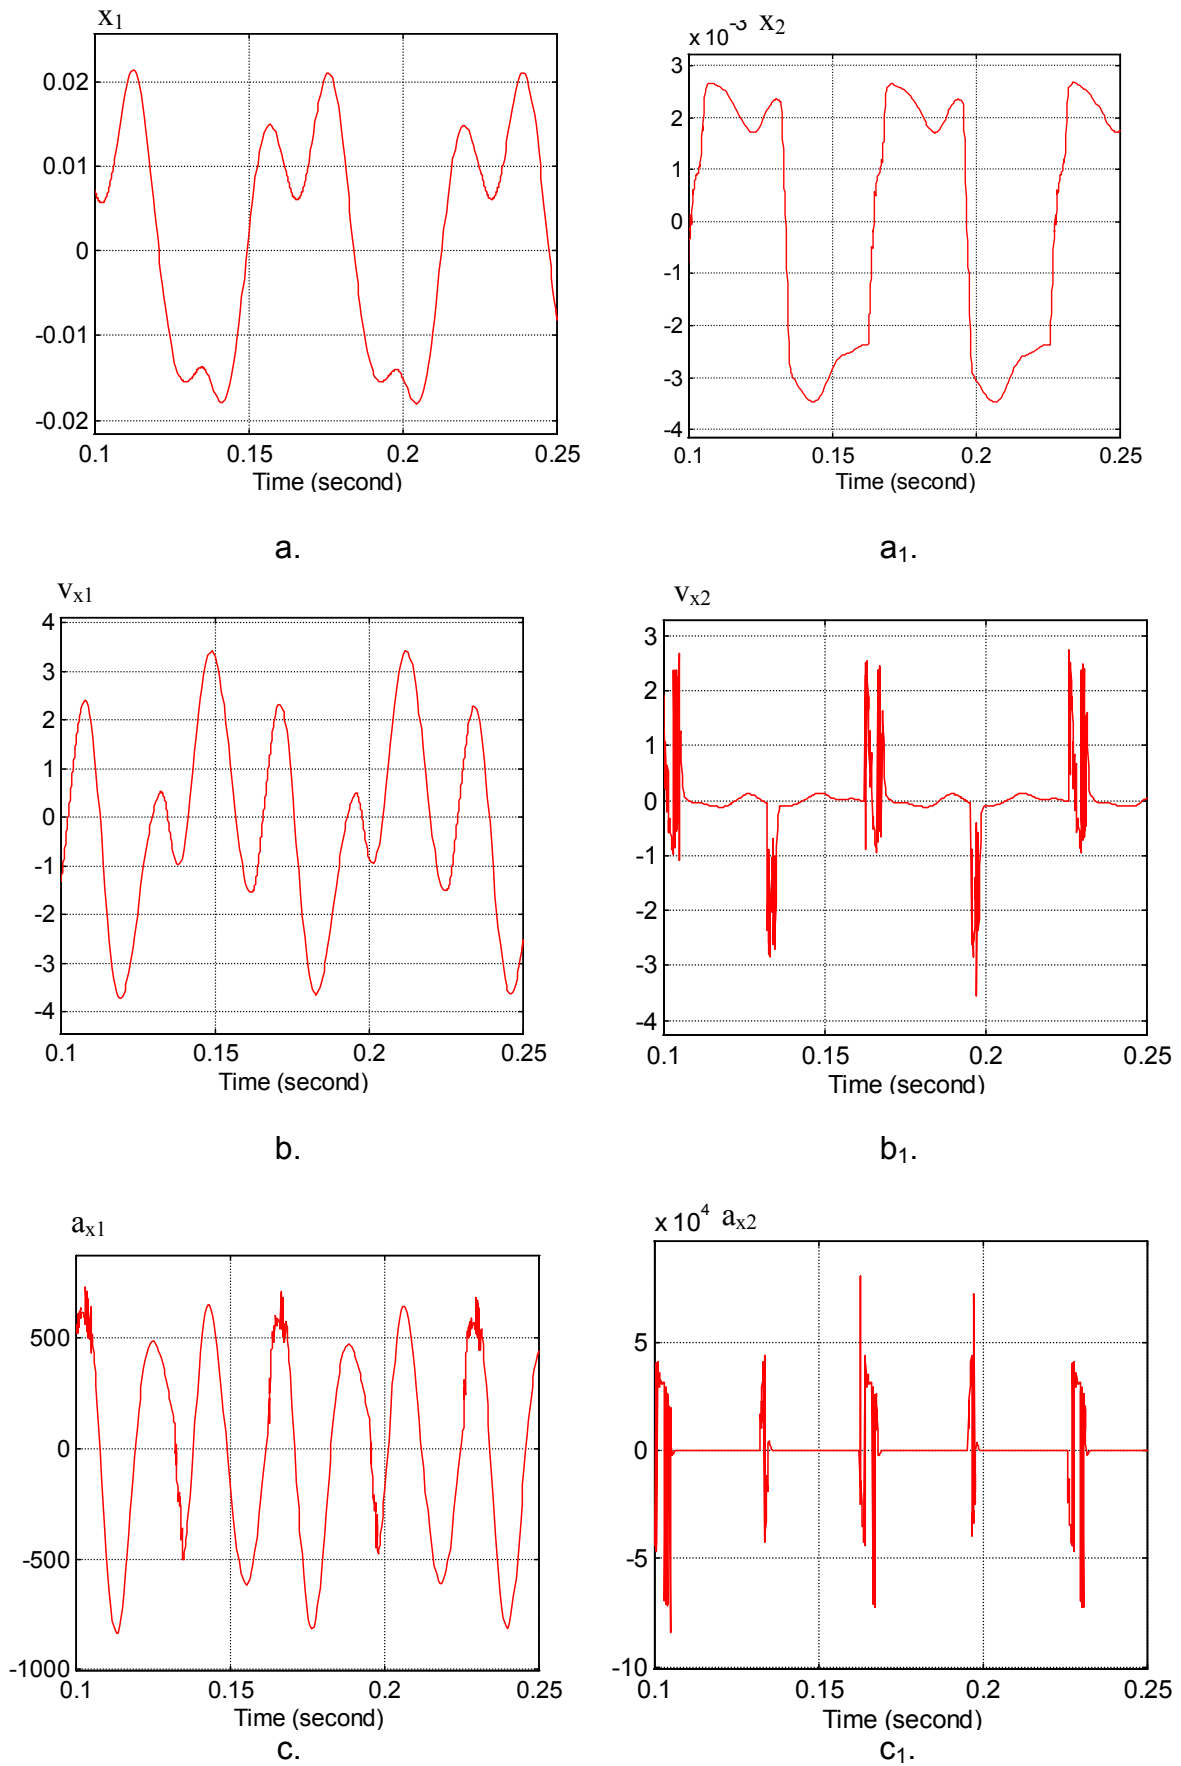 x₁
0.02
0.01
0
-0.01
-0.02
0.1 0.15 0.2 0.25
Time (second)
a.
x 10⁻³ x₂
3
2
1
0
-1
-2
-3
-4
0.1 0.15 0.2 0.25
Time (second)
a₁.
vₓ₁
4
3
2
1
0
-1
-2
-3
-4
0.1 0.15 0.2 0.25
Time (second)
b.
vₓ₂
3
2
1
0
-1
-2
-3
-4
0.1 0.15 0.2 0.25
Time (second)
b₁.
aₓ₁
500
0
-500
-1000
0.1 0.15 0.2 0.25
Time (second)
c.
x 10⁴ aₓ₂
5
0
-5
-10
0.1 0.15 0.2 0.25
Time (second)
c₁.